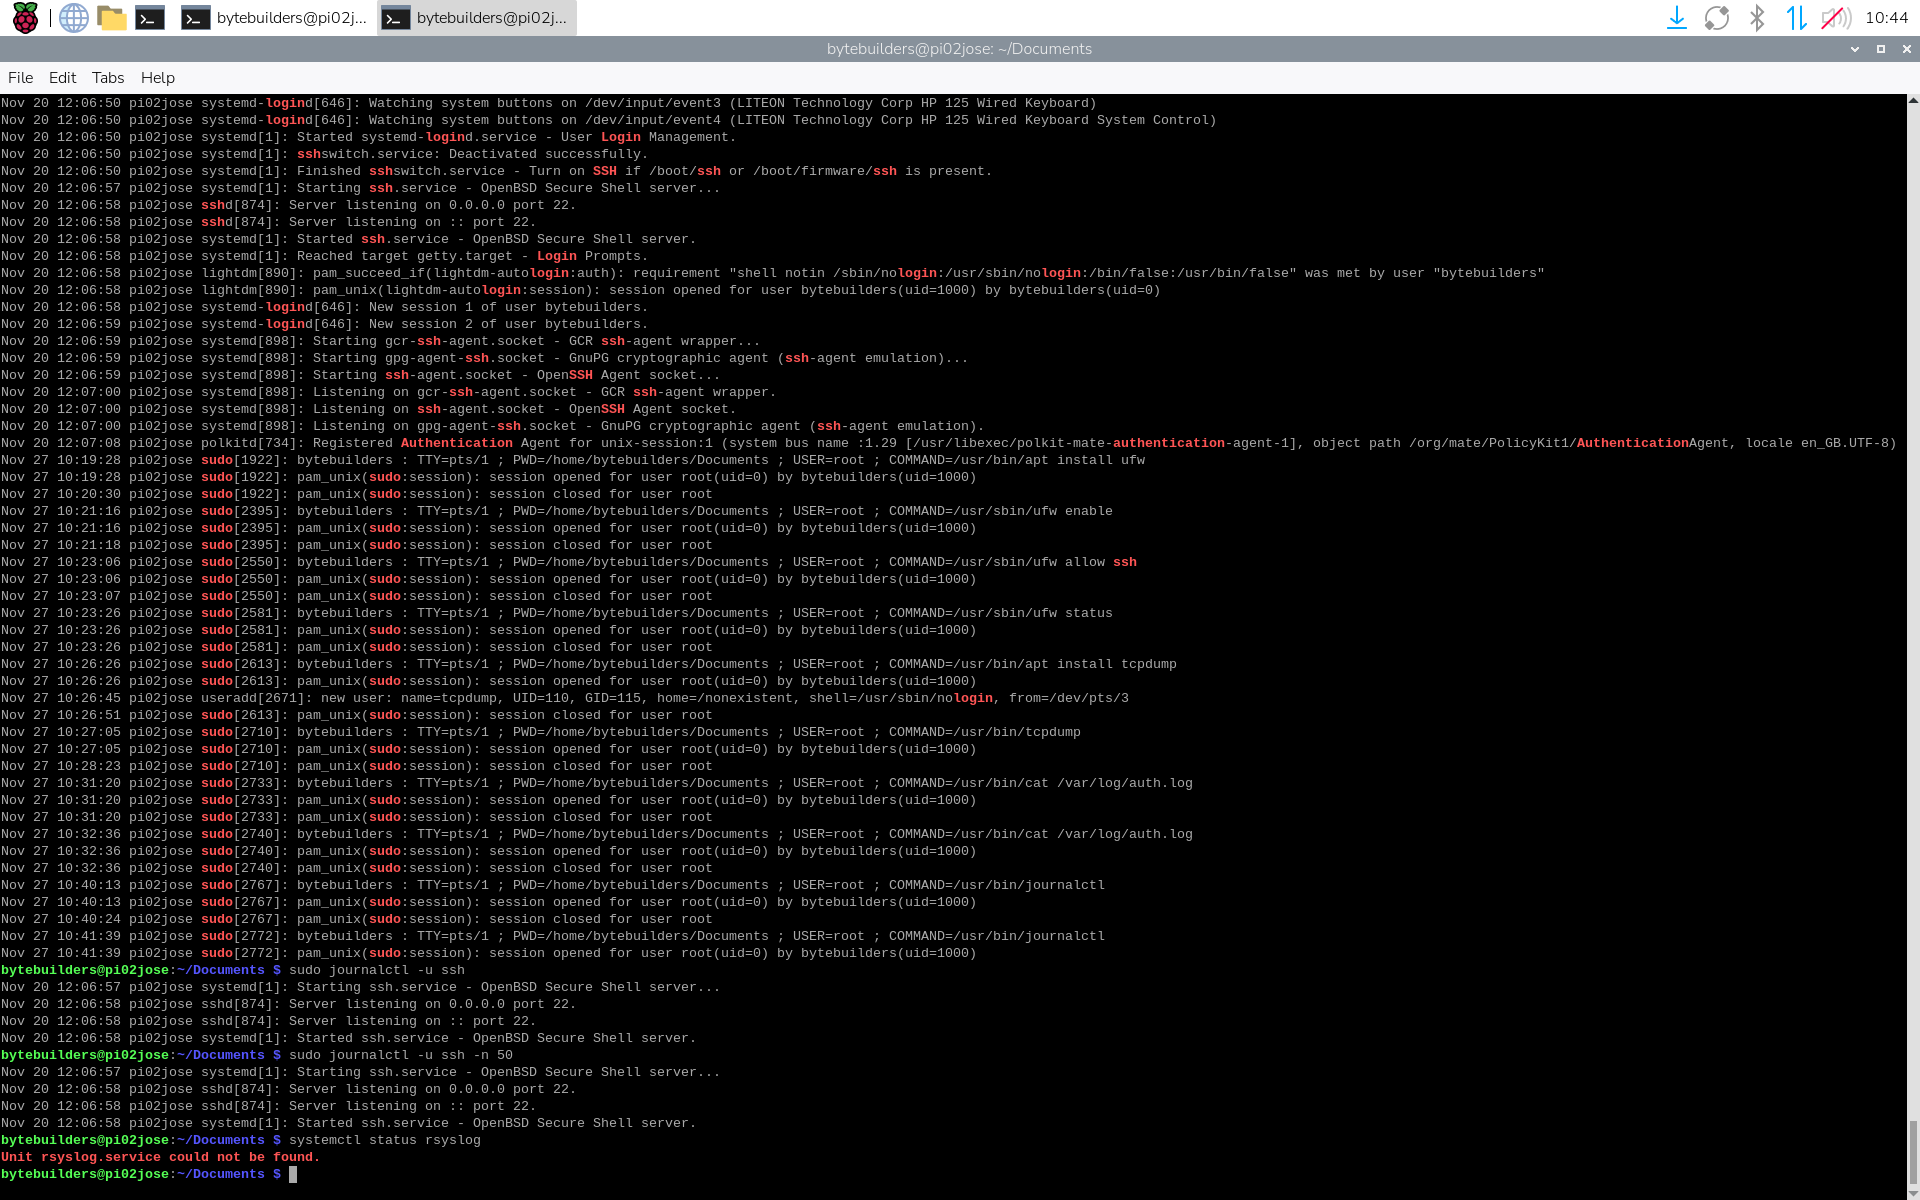 bytebuilders@pi02j...
bytebuilders@pi02j...
10:44
bytebuilders@pi02jose: ~/Documents
File Edit Tabs Help
Nov 20 12:06:50 pi02jose systemd-logind[646]: Watching system buttons on /dev/input/event3 (LITEON Technology Corp HP 125 Wired Keyboard)
Nov 20 12:06:50 pi02jose systemd-logind[646]: Watching system buttons on /dev/input/event4 (LITEON Technology Corp HP 125 Wired Keyboard System Control)
Nov 20 12:06:50 pi02jose systemd[1]: Started systemd-logind.service - User Login Management.
Nov 20 12:06:50 pi02jose systemd[1]: sshswitch.service: Deactivated successfully.
Nov 20 12:06:50 pi02jose systemd[1]: Finished sshswitch.service - Turn on SSH if /boot/ssh or /boot/firmware/ssh is present.
Nov 20 12:06:57 pi02jose systemd[1]: Starting ssh.service - OpenBSD Secure Shell server...
Nov 20 12:06:58 pi02jose sshd[874]: Server listening on 0.0.0.0 port 22.
Nov 20 12:06:58 pi02jose sshd[874]: Server listening on :: port 22.
Nov 20 12:06:58 pi02jose systemd[1]: Started ssh.service - OpenBSD Secure Shell server.
Nov 20 12:06:58 pi02jose systemd[1]: Reached target getty.target - Login Prompts.
Nov 20 12:06:58 pi02jose lightdm[890]: pam_succeed_if(lightdm-autologin:auth): requirement "shell notin /sbin/nologin:/usr/sbin/nologin:/bin/false:/usr/bin/false" was met by user "bytebuilders"
Nov 20 12:06:58 pi02jose lightdm[890]: pam_unix(lightdm-autologin:session): session opened for user bytebuilders(uid=1000) by bytebuilders(uid=0)
Nov 20 12:06:58 pi02jose systemd-logind[646]: New session 1 of user bytebuilders.
Nov 20 12:06:59 pi02jose systemd-logind[646]: New session 2 of user bytebuilders.
Nov 20 12:06:59 pi02jose systemd[898]: Starting gcr-ssh-agent.socket - GCR ssh-agent wrapper...
Nov 20 12:06:59 pi02jose systemd[898]: Starting gpg-agent-ssh.socket - GnuPG cryptographic agent (ssh-agent emulation)...
Nov 20 12:06:59 pi02jose systemd[898]: Starting ssh-agent.socket - OpenSSH Agent socket...
Nov 20 12:07:00 pi02jose systemd[898]: Listening on gcr-ssh-agent.socket - GCR ssh-agent wrapper.
Nov 20 12:07:00 pi02jose systemd[898]: Listening on ssh-agent.socket - OpenSSH Agent socket.
Nov 20 12:07:00 pi02jose systemd[898]: Listening on gpg-agent-ssh.socket - GnuPG cryptographic agent (ssh-agent emulation).
Nov 20 12:07:08 pi02jose polkitd[734]: Registered Authentication Agent for unix-session:1 (system bus name :1.29 [/usr/libexec/polkit-mate-authentication-agent-1], object path /org/mate/PolicyKit1/AuthenticationAgent, locale en_GB.UTF-8)
Nov 27 10:19:28 pi02jose sudo[1922]: bytebuilders : TTY=pts/1 ; PWD=/home/bytebuilders/Documents ; USER=root ; COMMAND=/usr/bin/apt install ufw
Nov 27 10:19:28 pi02jose sudo[1922]: pam_unix(sudo:session): session opened for user root(uid=0) by bytebuilders(uid=1000)
Nov 27 10:20:30 pi02jose sudo[1922]: pam_unix(sudo:session): session closed for user root
Nov 27 10:21:16 pi02jose sudo[2395]: bytebuilders : TTY=pts/1 ; PWD=/home/bytebuilders/Documents ; USER=root ; COMMAND=/usr/sbin/ufw enable
Nov 27 10:21:16 pi02jose sudo[2395]: pam_unix(sudo:session): session opened for user root(uid=0) by bytebuilders(uid=1000)
Nov 27 10:21:18 pi02jose sudo[2395]: pam_unix(sudo:session): session closed for user root
Nov 27 10:23:06 pi02jose sudo[2550]: bytebuilders : TTY=pts/1 ; PWD=/home/bytebuilders/Documents ; USER=root ; COMMAND=/usr/sbin/ufw allow ssh
Nov 27 10:23:06 pi02jose sudo[2550]: pam_unix(sudo:session): session opened for user root(uid=0) by bytebuilders(uid=1000)
Nov 27 10:23:07 pi02jose sudo[2550]: pam_unix(sudo:session): session closed for user root
Nov 27 10:23:26 pi02jose sudo[2581]: bytebuilders : TTY=pts/1 ; PWD=/home/bytebuilders/Documents ; USER=root ; COMMAND=/usr/sbin/ufw status
Nov 27 10:23:26 pi02jose sudo[2581]: pam_unix(sudo:session): session opened for user root(uid=0) by bytebuilders(uid=1000)
Nov 27 10:23:26 pi02jose sudo[2581]: pam_unix(sudo:session): session closed for user root
Nov 27 10:26:26 pi02jose sudo[2613]: bytebuilders : TTY=pts/1 ; PWD=/home/bytebuilders/Documents ; USER=root ; COMMAND=/usr/bin/apt install tcpdump
Nov 27 10:26:26 pi02jose sudo[2613]: pam_unix(sudo:session): session opened for user root(uid=0) by bytebuilders(uid=1000)
Nov 27 10:26:45 pi02jose useradd[2671]: new user: name=tcpdump, UID=110, GID=115, home=/nonexistent, shell=/usr/sbin/nologin, from=/dev/pts/3
Nov 27 10:26:51 pi02jose sudo[2613]: pam_unix(sudo:session): session closed for user root
Nov 27 10:27:05 pi02jose sudo[2710]: bytebuilders : TTY=pts/1 ; PWD=/home/bytebuilders/Documents ; USER=root ; COMMAND=/usr/bin/tcpdump
Nov 27 10:27:05 pi02jose sudo[2710]: pam_unix(sudo:session): session opened for user root(uid=0) by bytebuilders(uid=1000)
Nov 27 10:28:23 pi02jose sudo[2710]: pam_unix(sudo:session): session closed for user root
Nov 27 10:31:20 pi02jose sudo[2733]: bytebuilders : TTY=pts/1 ; PWD=/home/bytebuilders/Documents ; USER=root ; COMMAND=/usr/bin/cat /var/log/auth.log
Nov 27 10:31:20 pi02jose sudo[2733]: pam_unix(sudo:session): session opened for user root(uid=0) by bytebuilders(uid=1000)
Nov 27 10:31:20 pi02jose sudo[2733]: pam_unix(sudo:session): session closed for user root
Nov 27 10:32:36 pi02jose sudo[2740]: bytebuilders : TTY=pts/1 ; PWD=/home/bytebuilders/Documents ; USER=root ; COMMAND=/usr/bin/cat /var/log/auth.log
Nov 27 10:32:36 pi02jose sudo[2740]: pam_unix(sudo:session): session opened for user root(uid=0) by bytebuilders(uid=1000)
Nov 27 10:32:36 pi02jose sudo[2740]: pam_unix(sudo:session): session closed for user root
Nov 27 10:40:13 pi02jose sudo[2767]: bytebuilders : TTY=pts/1 ; PWD=/home/bytebuilders/Documents ; USER=root ; COMMAND=/usr/bin/journalctl
Nov 27 10:40:13 pi02jose sudo[2767]: pam_unix(sudo:session): session opened for user root(uid=0) by bytebuilders(uid=1000)
Nov 27 10:40:24 pi02jose sudo[2767]: pam_unix(sudo:session): session closed for user root
Nov 27 10:41:39 pi02jose sudo[2772]: bytebuilders : TTY=pts/1 ; PWD=/home/bytebuilders/Documents ; USER=root ; COMMAND=/usr/bin/journalctl
Nov 27 10:41:39 pi02jose sudo[2772]: pam_unix(sudo:session): session opened for user root(uid=0) by bytebuilders(uid=1000)
bytebuilders@pi02jose:~/Documents $ sudo journalctl -u ssh
Nov 20 12:06:57 pi02jose systemd[1]: Starting ssh.service - OpenBSD Secure Shell server...
Nov 20 12:06:58 pi02jose sshd[874]: Server listening on 0.0.0.0 port 22.
Nov 20 12:06:58 pi02jose sshd[874]: Server listening on :: port 22.
Nov 20 12:06:58 pi02jose systemd[1]: Started ssh.service - OpenBSD Secure Shell server.
bytebuilders@pi02jose:~/Documents $ sudo journalctl -u ssh -n 50
Nov 20 12:06:57 pi02jose systemd[1]: Starting ssh.service - OpenBSD Secure Shell server...
Nov 20 12:06:58 pi02jose sshd[874]: Server listening on 0.0.0.0 port 22.
Nov 20 12:06:58 pi02jose sshd[874]: Server listening on :: port 22.
Nov 20 12:06:58 pi02jose systemd[1]: Started ssh.service - OpenBSD Secure Shell server.
bytebuilders@pi02jose:~/Documents $ systemctl status rsyslog
Unit rsyslog.service could not be found.
bytebuilders@pi02jose:~/Documents $